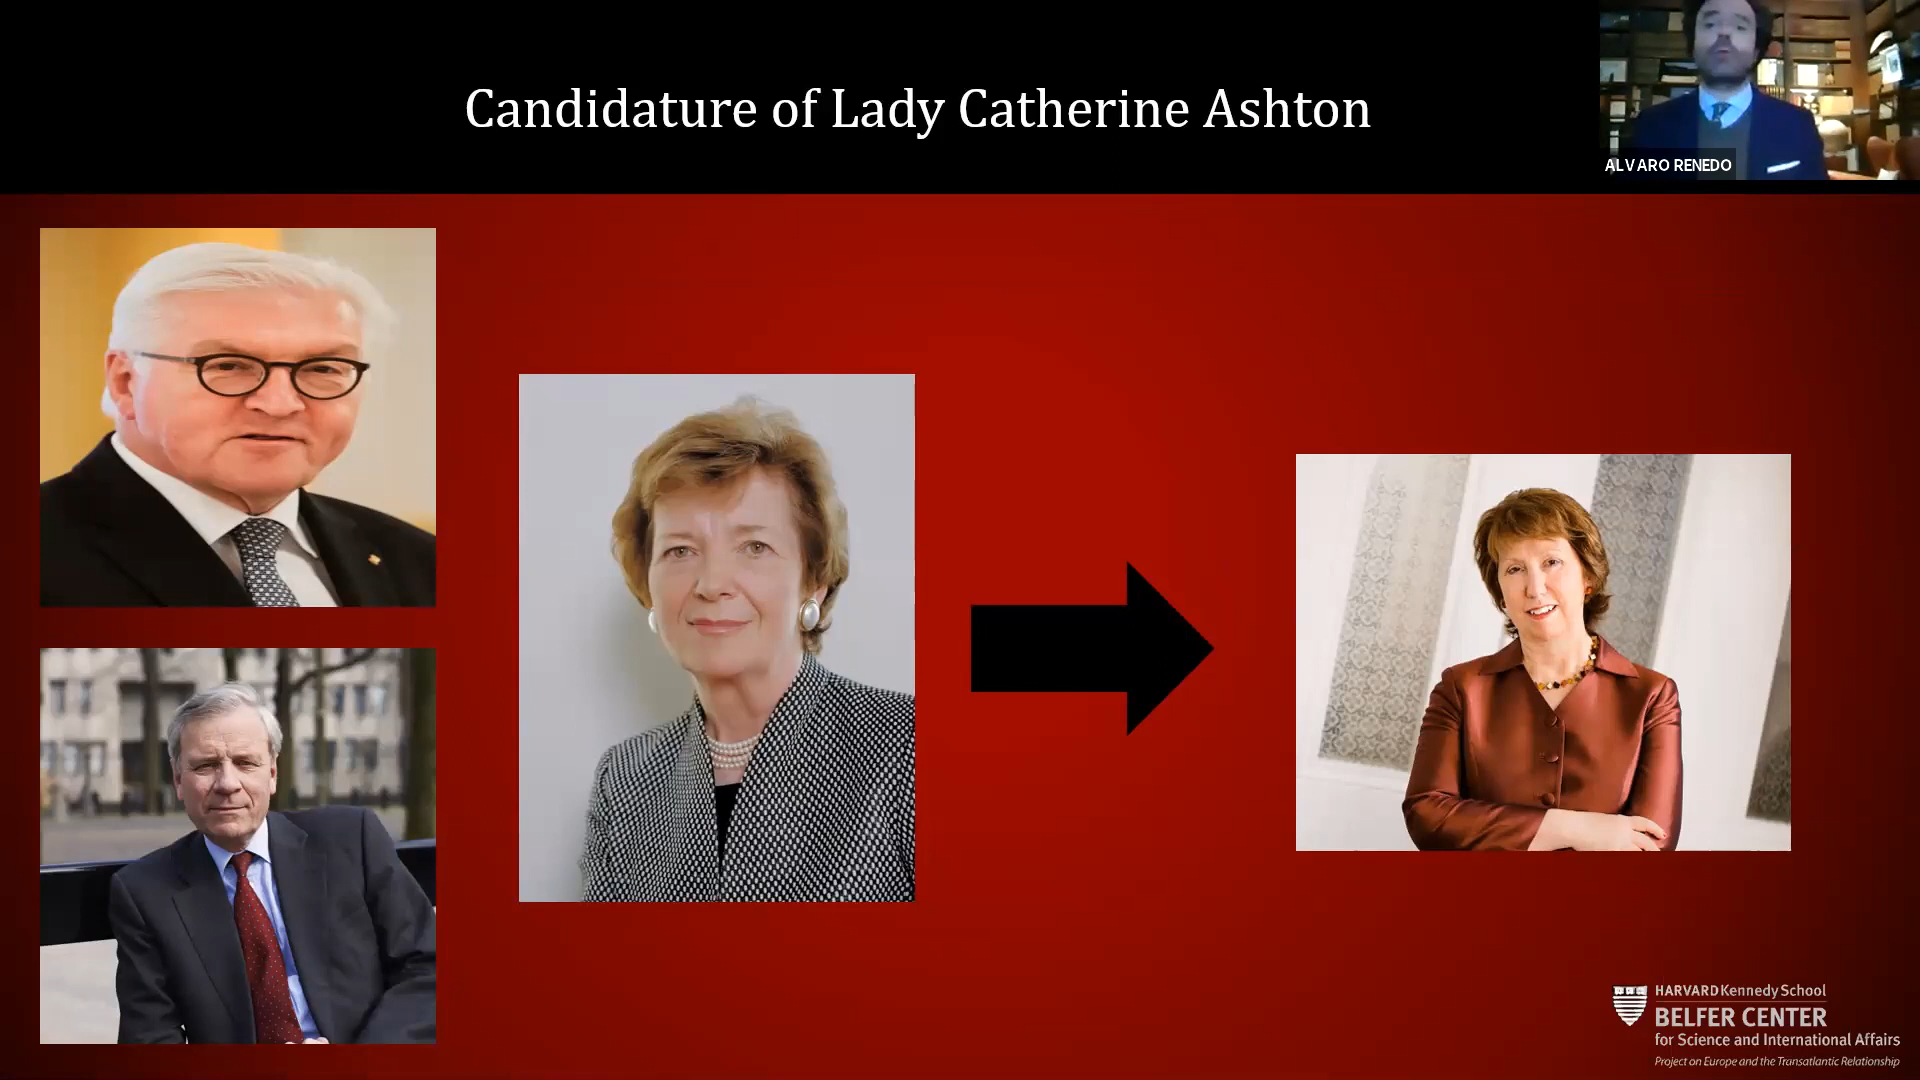 Candidature of Lady Catherine Ashton
ALVARO RENEDO
HARVARD Kennedy School
BELFER CENTER
for Science and International Affairs
Project on Europe and the Transatlantic Relationship